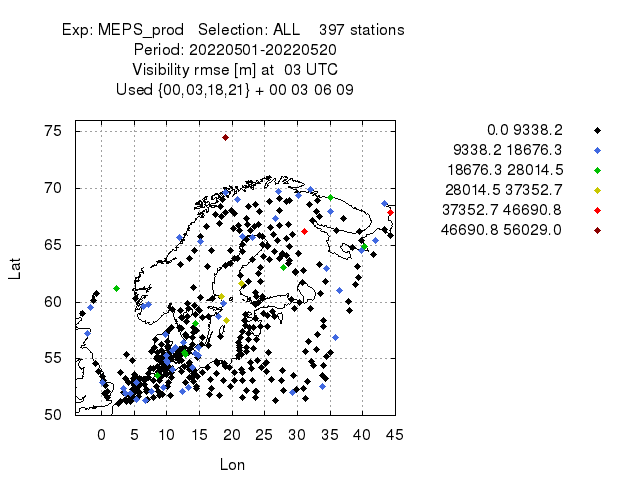 Exp: MEPS_prod   Selection: ALL    397 stations
Period: 20220501-20220520
Visibility rmse [m] at  03 UTC
Used {00,03,18,21} + 00 03 06 09
0.0 9338.2
9338.2 18676.3
18676.3 28014.5
28014.5 37352.7
37352.7 46690.8
46690.8 56029.0
75
70
65
60
55
50
Lat
0 5 10 15 20 25 30 35 40 45
Lon